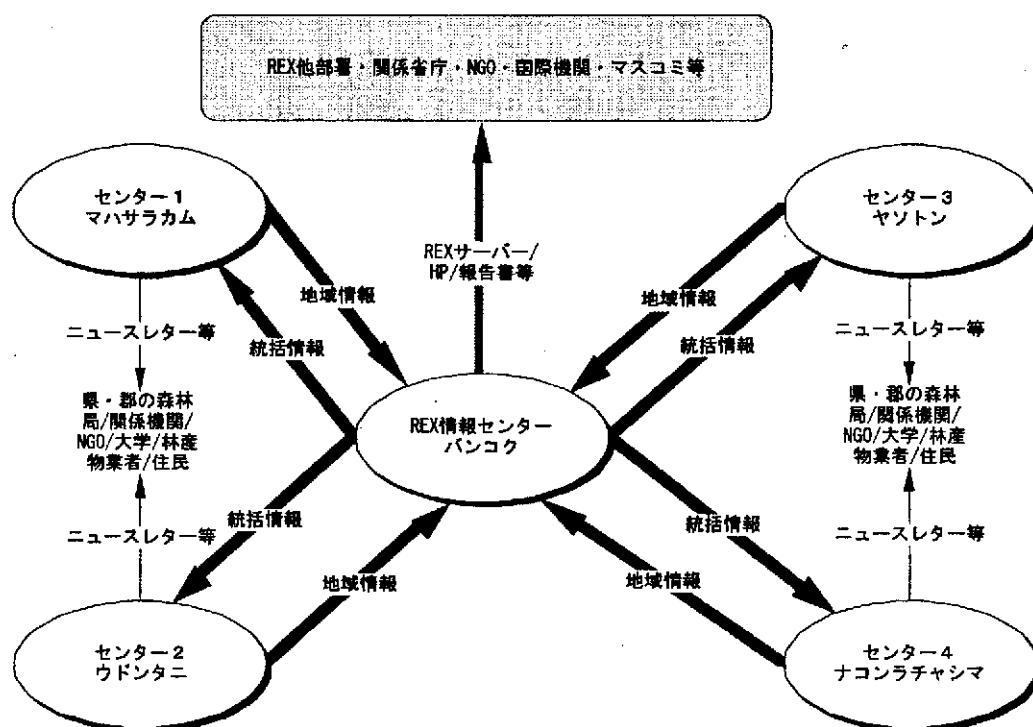 REX他部署・関係省庁・NGO・国際機関・マスコミ等
センター1
マハサラカム
センター3
ヤソトン
REXサーバー/
HP/報告書等
地域情報
地域情報
ニュースレター等
統括情報
統括情報
ニュースレター等
県・郡の森林
局/関係機関/
NGO/大学/林産
物業者/住民
REX情報センター
バンコク
県・郡の森林
局/関係機関/
NGO/大学/林産
物業者/住民
ニュースレター等
統括情報
統括情報
ニュースレター等
地域情報
地域情報
センター2
ウドンタニ
センター4
ナコンラチャシマ